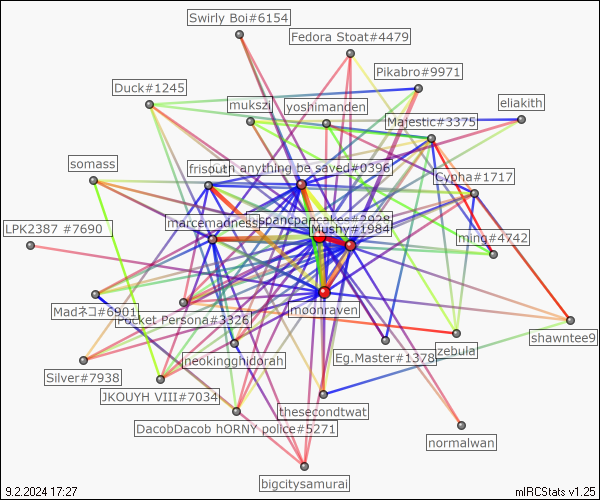 Swirly Boi#6154
Fedora Stoat#4479
Pikabro#9971
Duck#1245
mukszi
yoshimanden
eliakith
Majestic#3375
somass
frisout
h anything be saved#0396
Cypha#1717
marcemadness
pancpancakes#2928
LPK2387 #7690
Mushy#1984
ming#4742
Madネコ#6901
Pocket Persona#3326
moonraven
neokingghidorah
Eg.Master#1378
zebula
shawntee9
Silver#7938
JKOUYH VIII#7034
thesecondtwat
DacobDacob hORNY police#5271
normalwan
bigcitysamurai
9.2.2024 17:27
mIRCStats v1.25